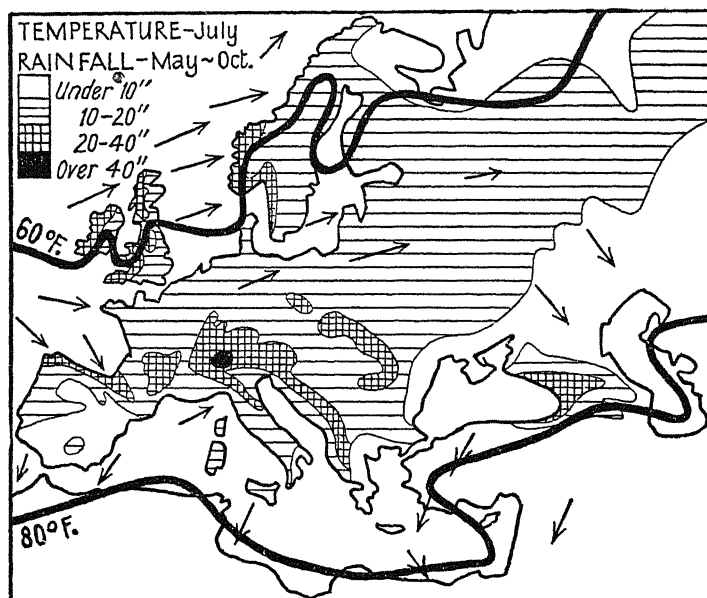 TEMPERATURE-July
RAINFALL-May~Oct.
Under 10"
10-20"
20-40"
Over 40"
60°F.
80°F.